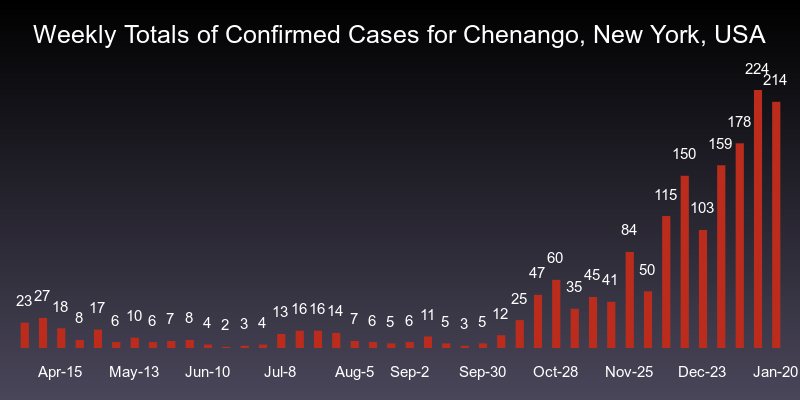 Weekly Totals of Confirmed Cases for Chenango, New York, USA
23 27 18 8 17 6 10 6 7 8 4 2 3 4 13 16 16 14 7 6 5 6 11 5 3 5 12 25 47 60 35 45 41 84 50 115 150 103 159 178 224 214
Apr-15 May-13 Jun-10 Jul-8 Aug-5 Sep-2 Sep-30 Oct-28 Nov-25 Dec-23 Jan-20